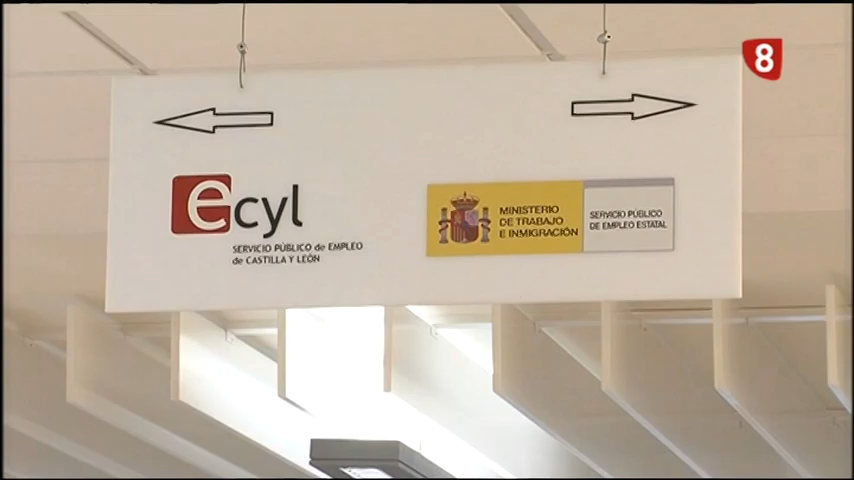 8
ecyl
SERVICIO PÚBLICO de EMPLEO
de CASTILLA Y LEÓN
MINISTERIO
DE TRABAJO
E INMIGRACIÓN
SERVICIO PÚBLICO
DE EMPLEO ESTATAL